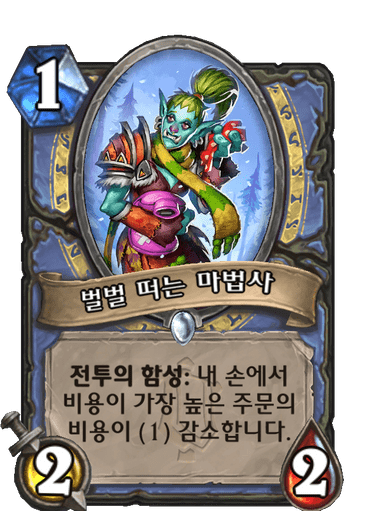 1
벌벌 떠는 마법사
전투의 함성: 내 손에서
비용이 가장 높은 주문의
비용이 (1) 감소합니다.
2
2